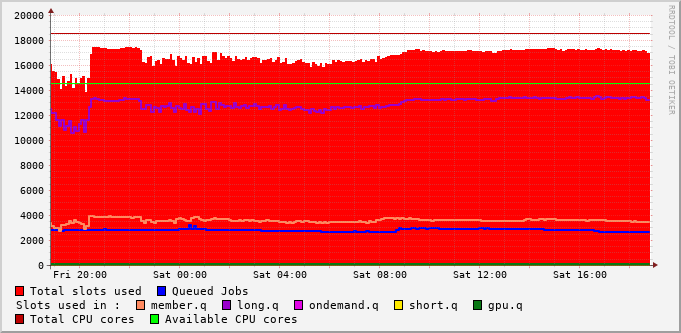 20000
18000
16000
14000
12000
10000
8000
6000
4000
2000
0
Fri 20:00 Sat 00:00 Sat 04:00 Sat 08:00 Sat 12:00 Sat 16:00
RRDTOOL / TOBI OETIKER
Total slots used Queued Jobs
Slots used in : member.q long.q ondemand.q short.q gpu.q
Total CPU cores Available CPU cores